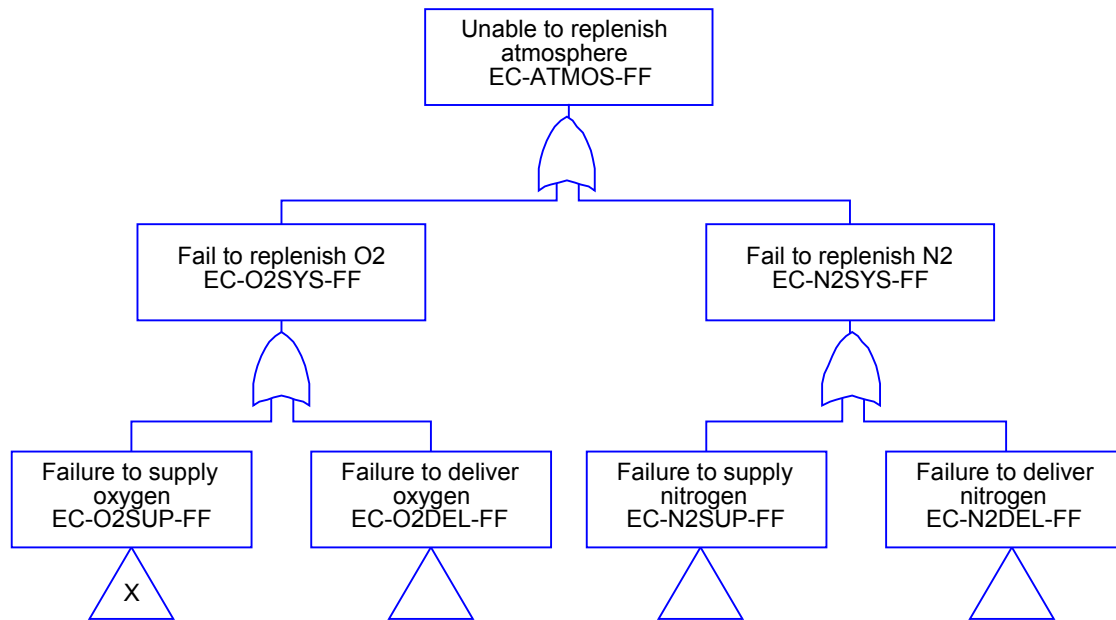 Unable to replenish
atmosphere
EC-ATMOS-FF
Fail to replenish O2
EC-O2SYS-FF
Fail to replenish N2
EC-N2SYS-FF
Failure to supply
oxygen
EC-O2SUP-FF
Failure to deliver
oxygen
EC-O2DEL-FF
Failure to supply
nitrogen
EC-N2SUP-FF
Failure to deliver
nitrogen
EC-N2DEL-FF
X